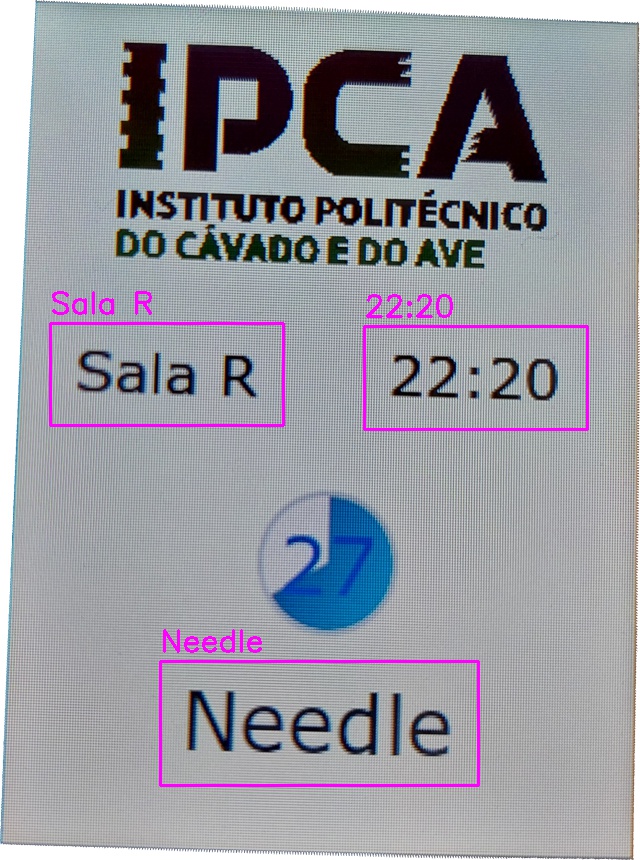 IPCA
INSTITUTO POLITÉCNICO
DO CÁVADO E DO AVE
Sala R 22:20
Sala R 22:20
27
Needle
Needle